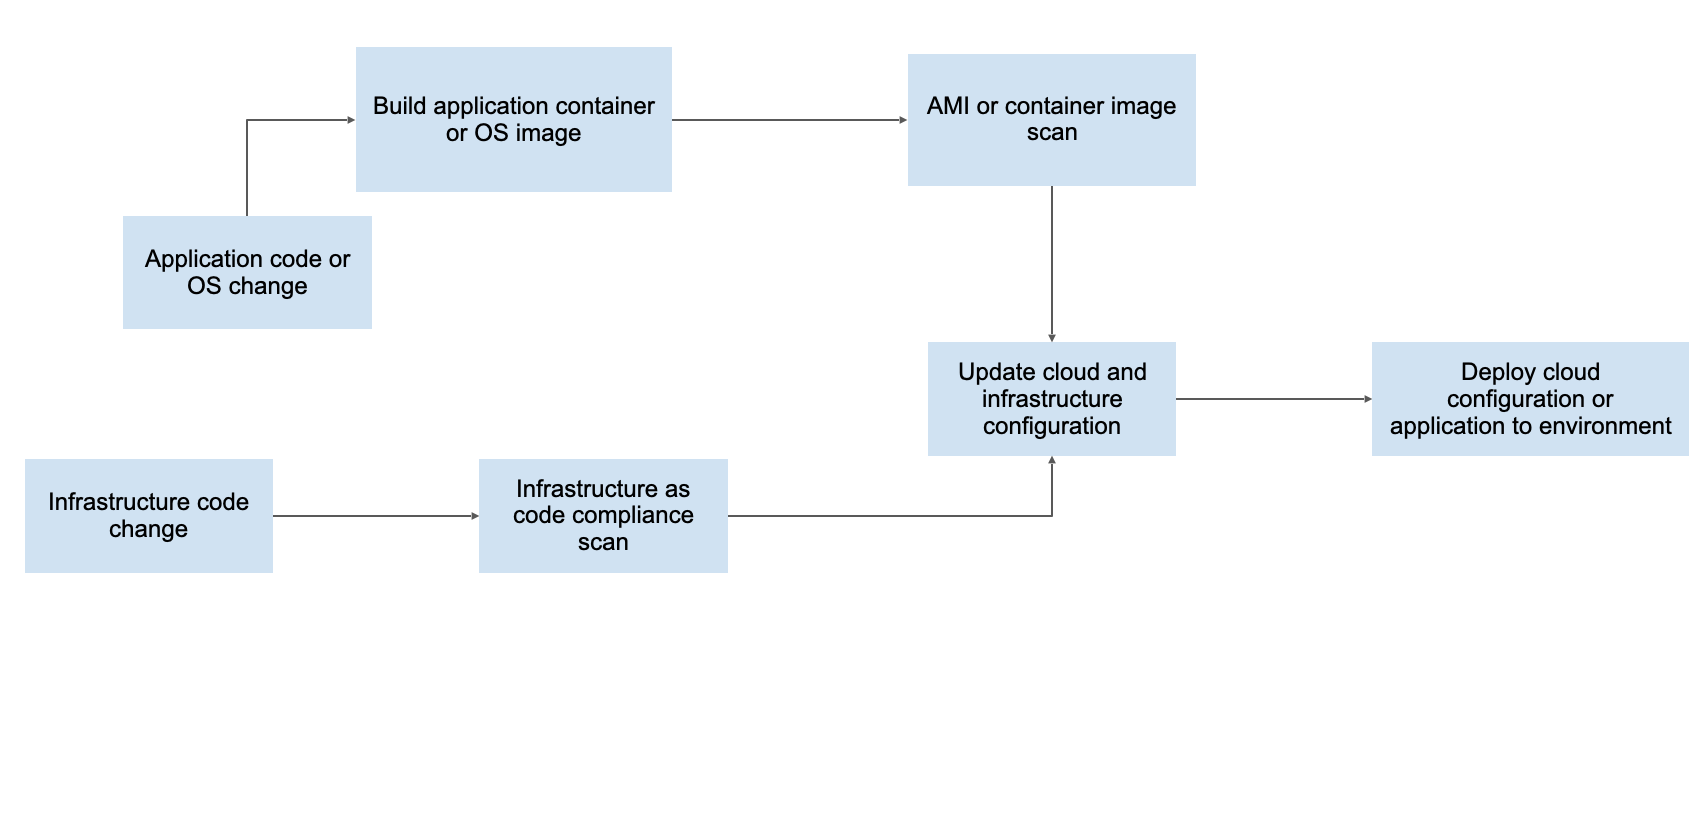 Build application container
or OS image
AMI or container image
scan
Application code or
OS change
Update cloud and
infrastructure
configuration
Deploy cloud
configuration or
application to environment
Infrastructure code
change
Infrastructure as
code compliance
scan